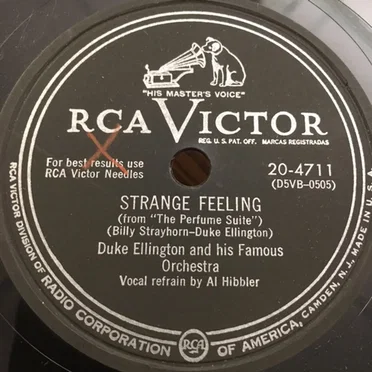 "HIS MASTER'S VOICE"
RCA VICTOR
REG. U. S. PAT. OFF. MARCAS REGISTRADAS
For best results use
RCA Victor Needles
20-4711
(D5VB-0505)
STRANGE FEELING
(from "The Perfume Suite")
(Billy Strayhorn-Duke Ellington)
Duke Ellington and his Famous
Orchestra
Vocal refrain by Al Hibbler
RCA VICTOR DIVISION OF RADIO CORPORATION OF AMERICA, CAMDEN, N. J., MADE IN U. S. A.
RCA